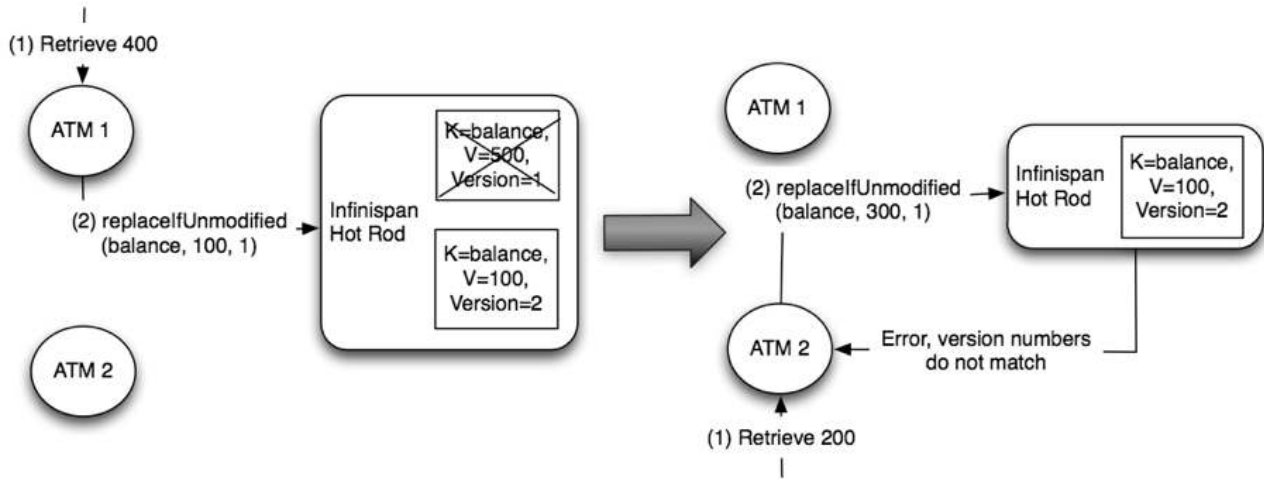 (1) Retrieve 400
ATM 1
(2) replaceIfUnmodified
(balance, 100, 1)
ATM 2
Infinispan
Hot Rod
K=balance,
V=500,
Version=1
K=balance,
V=100,
Version=2
ATM 1
(2) replaceIfUnmodified
(balance, 300, 1)
Infinispan
Hot Rod
K=balance,
V=100,
Version=2
ATM 2
Error, version numbers
do not match
(1) Retrieve 200